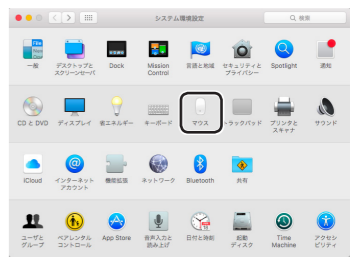 システム環境設定
検索
一般
デスクトップと
スクリーンセーバ
Dock
Mission
Control
言語と地域
セキュリティと
プライバシー
Spotlight
通知
CD と DVD
ディスプレイ
省エネルギー
キーボード
マウス
トラックパッド
プリンタと
スキャナ
サウンド
iCloud
インターネット
アカウント
機能拡張
ネットワーク
Bluetooth
共有
ユーザと
グループ
ペアレンタル
コントロール
App Store
音声入力と
読み上げ
日付と時刻
起動
ディスク
Time
Machine
アクセシ
ビリティ